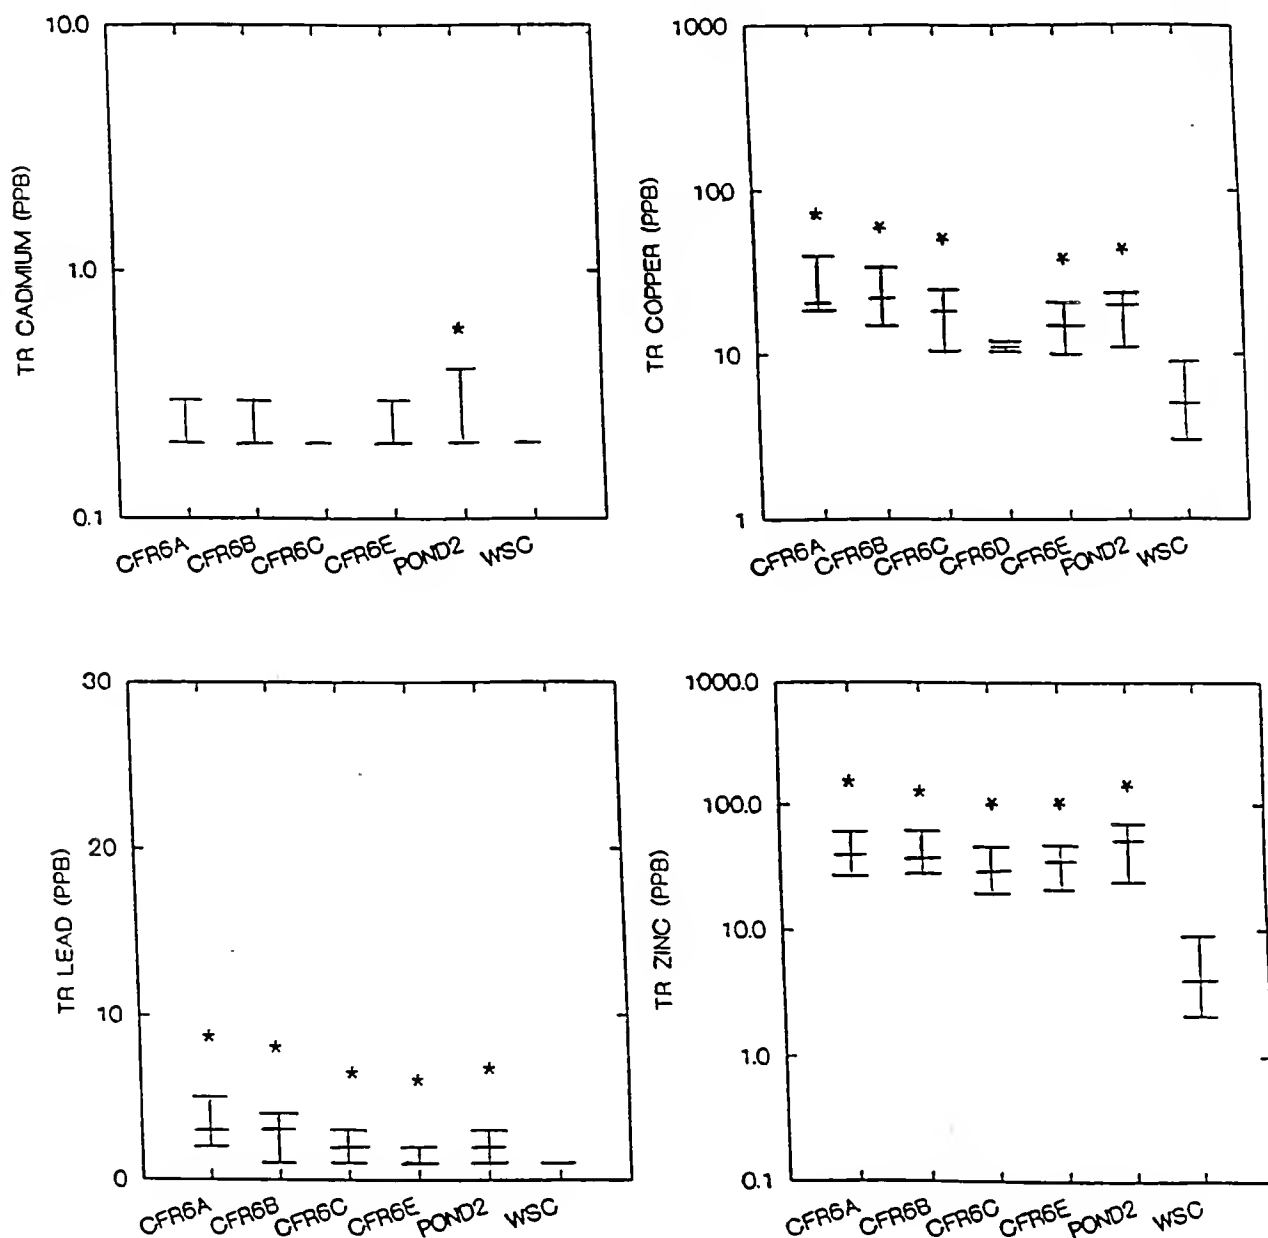 TR CADMIUM (PPB)
10.0
1.0
0.1
*
CFR6A CFR6B CFR6C CFR6E POND2 WSC
TR COPPER (PPB)
1000
100
10
1
* * * * *
CFR6A CFR6B CFR6C CFR6D CFR6E POND2 WSC
TR LEAD (PPB)
30
20
10
0
* * * * *
CFR6A CFR6B CFR6C CFR6E POND2 WSC
TR ZINC (PPB)
1000.0
100.0
10.0
1.0
0.1
* * * * *
CFR6A CFR6B CFR6C CFR6E POND2 WSC